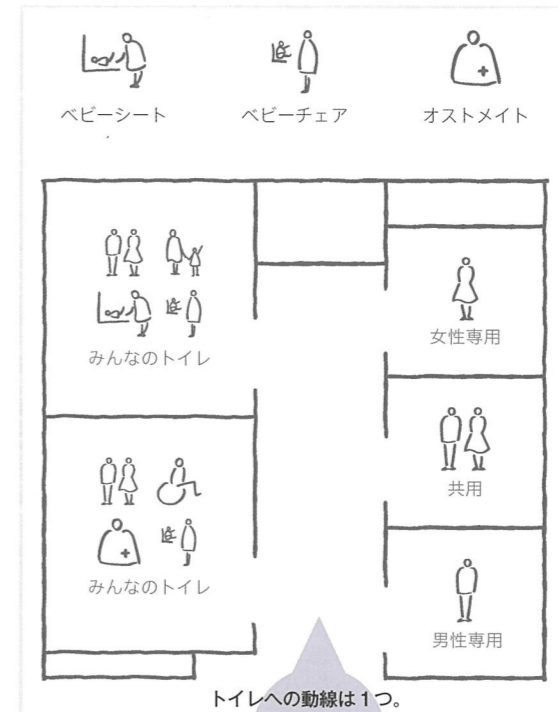 ベビーシート
ベビーチェア
オストメイト
みんなのトイレ
女性専用
共用
みんなのトイレ
男性専用
トイレへの動線は1つ。